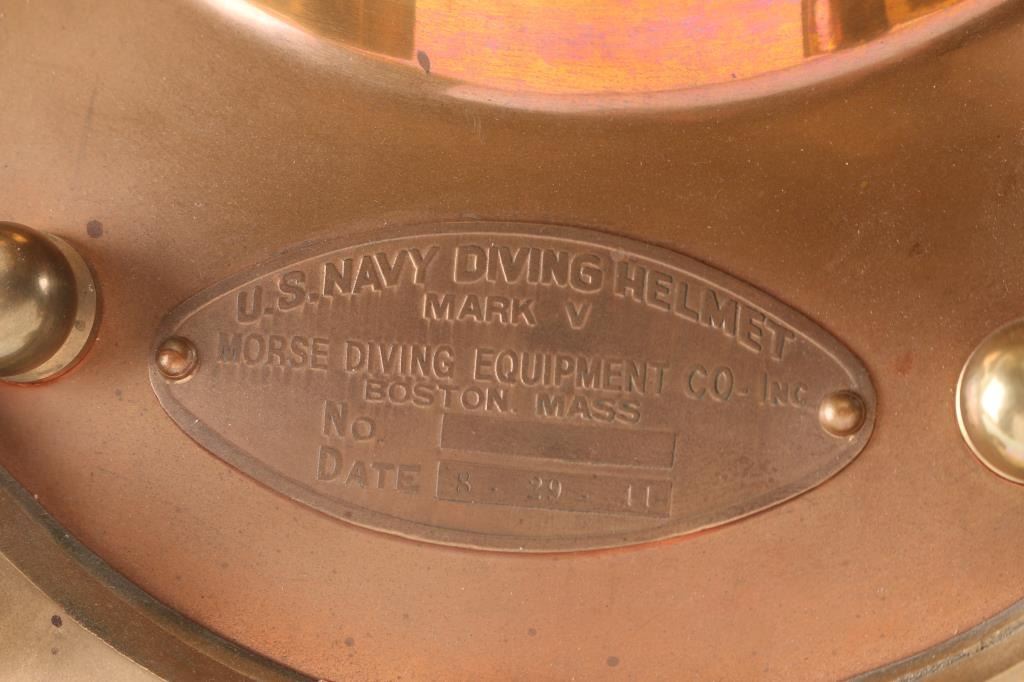 U.S. NAVY DIVING HELMET
MARK V
MORSE DIVING EQUIPMENT CO- INC
BOSTON. MASS
NO.
DATE 8 - 29 - 41